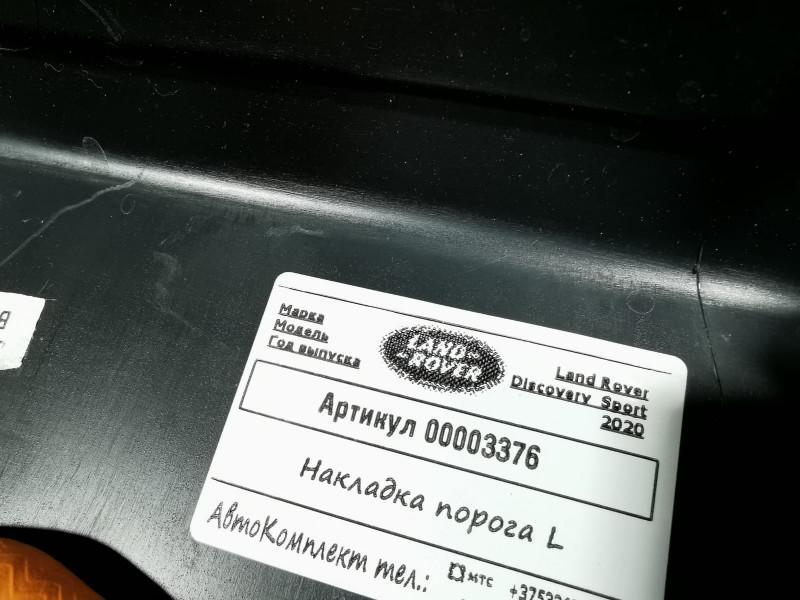 Марка
Модель
Год выпуска
LAND
ROVER
Land Rover
Discovery Sport
2020
Артикул 00003376
Накладка порога L
АвтоКомплект тел.:
МТС